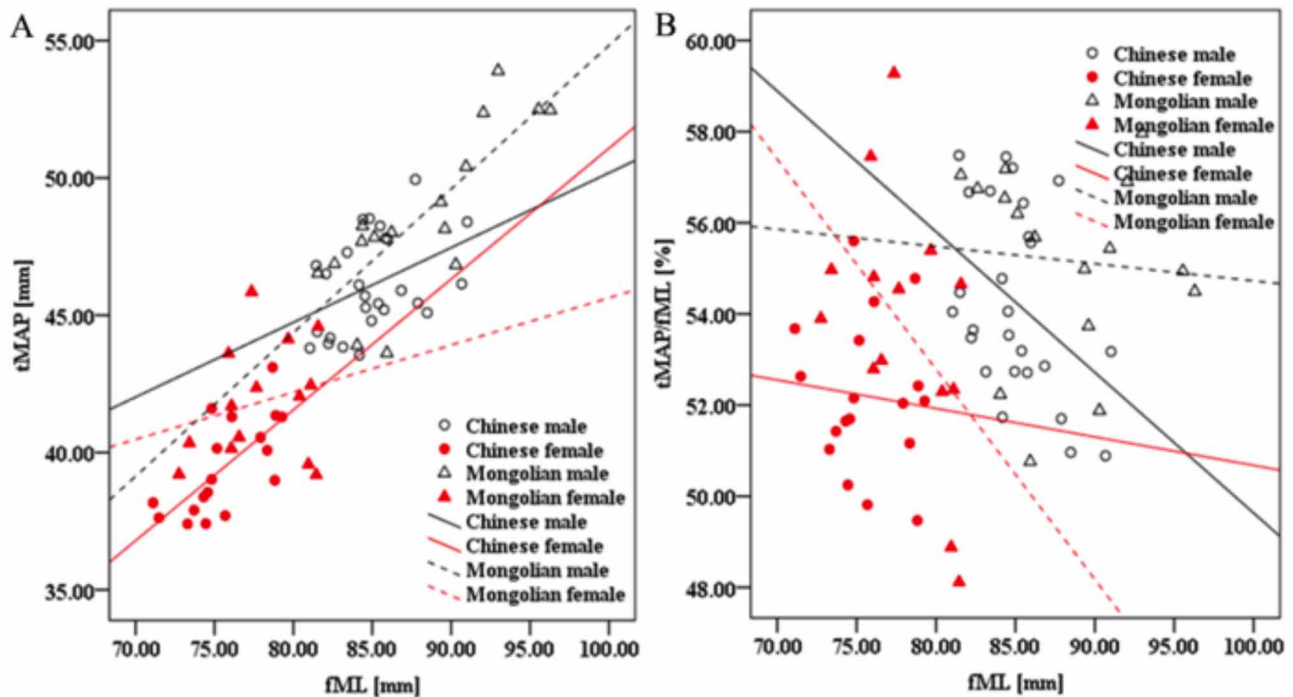 A
tMAP [mm]
55.00
50.00
45.00
40.00
35.00
Chinese male
Chinese female
Mongolian male
Mongolian female
Chinese male
Chinese female
Mongolian male
Mongolian female
70.00 75.00 80.00 85.00 90.00 95.00 100.00
fML [mm]
B
tMAP/fML [%]
60.00
58.00
56.00
54.00
52.00
50.00
48.00
Chinese male
Chinese female
Mongolian male
Mongolian female
Chinese male
Chinese female
Mongolian male
Mongolian female
70.00 75.00 80.00 85.00 90.00 95.00 100.00
fML [mm]